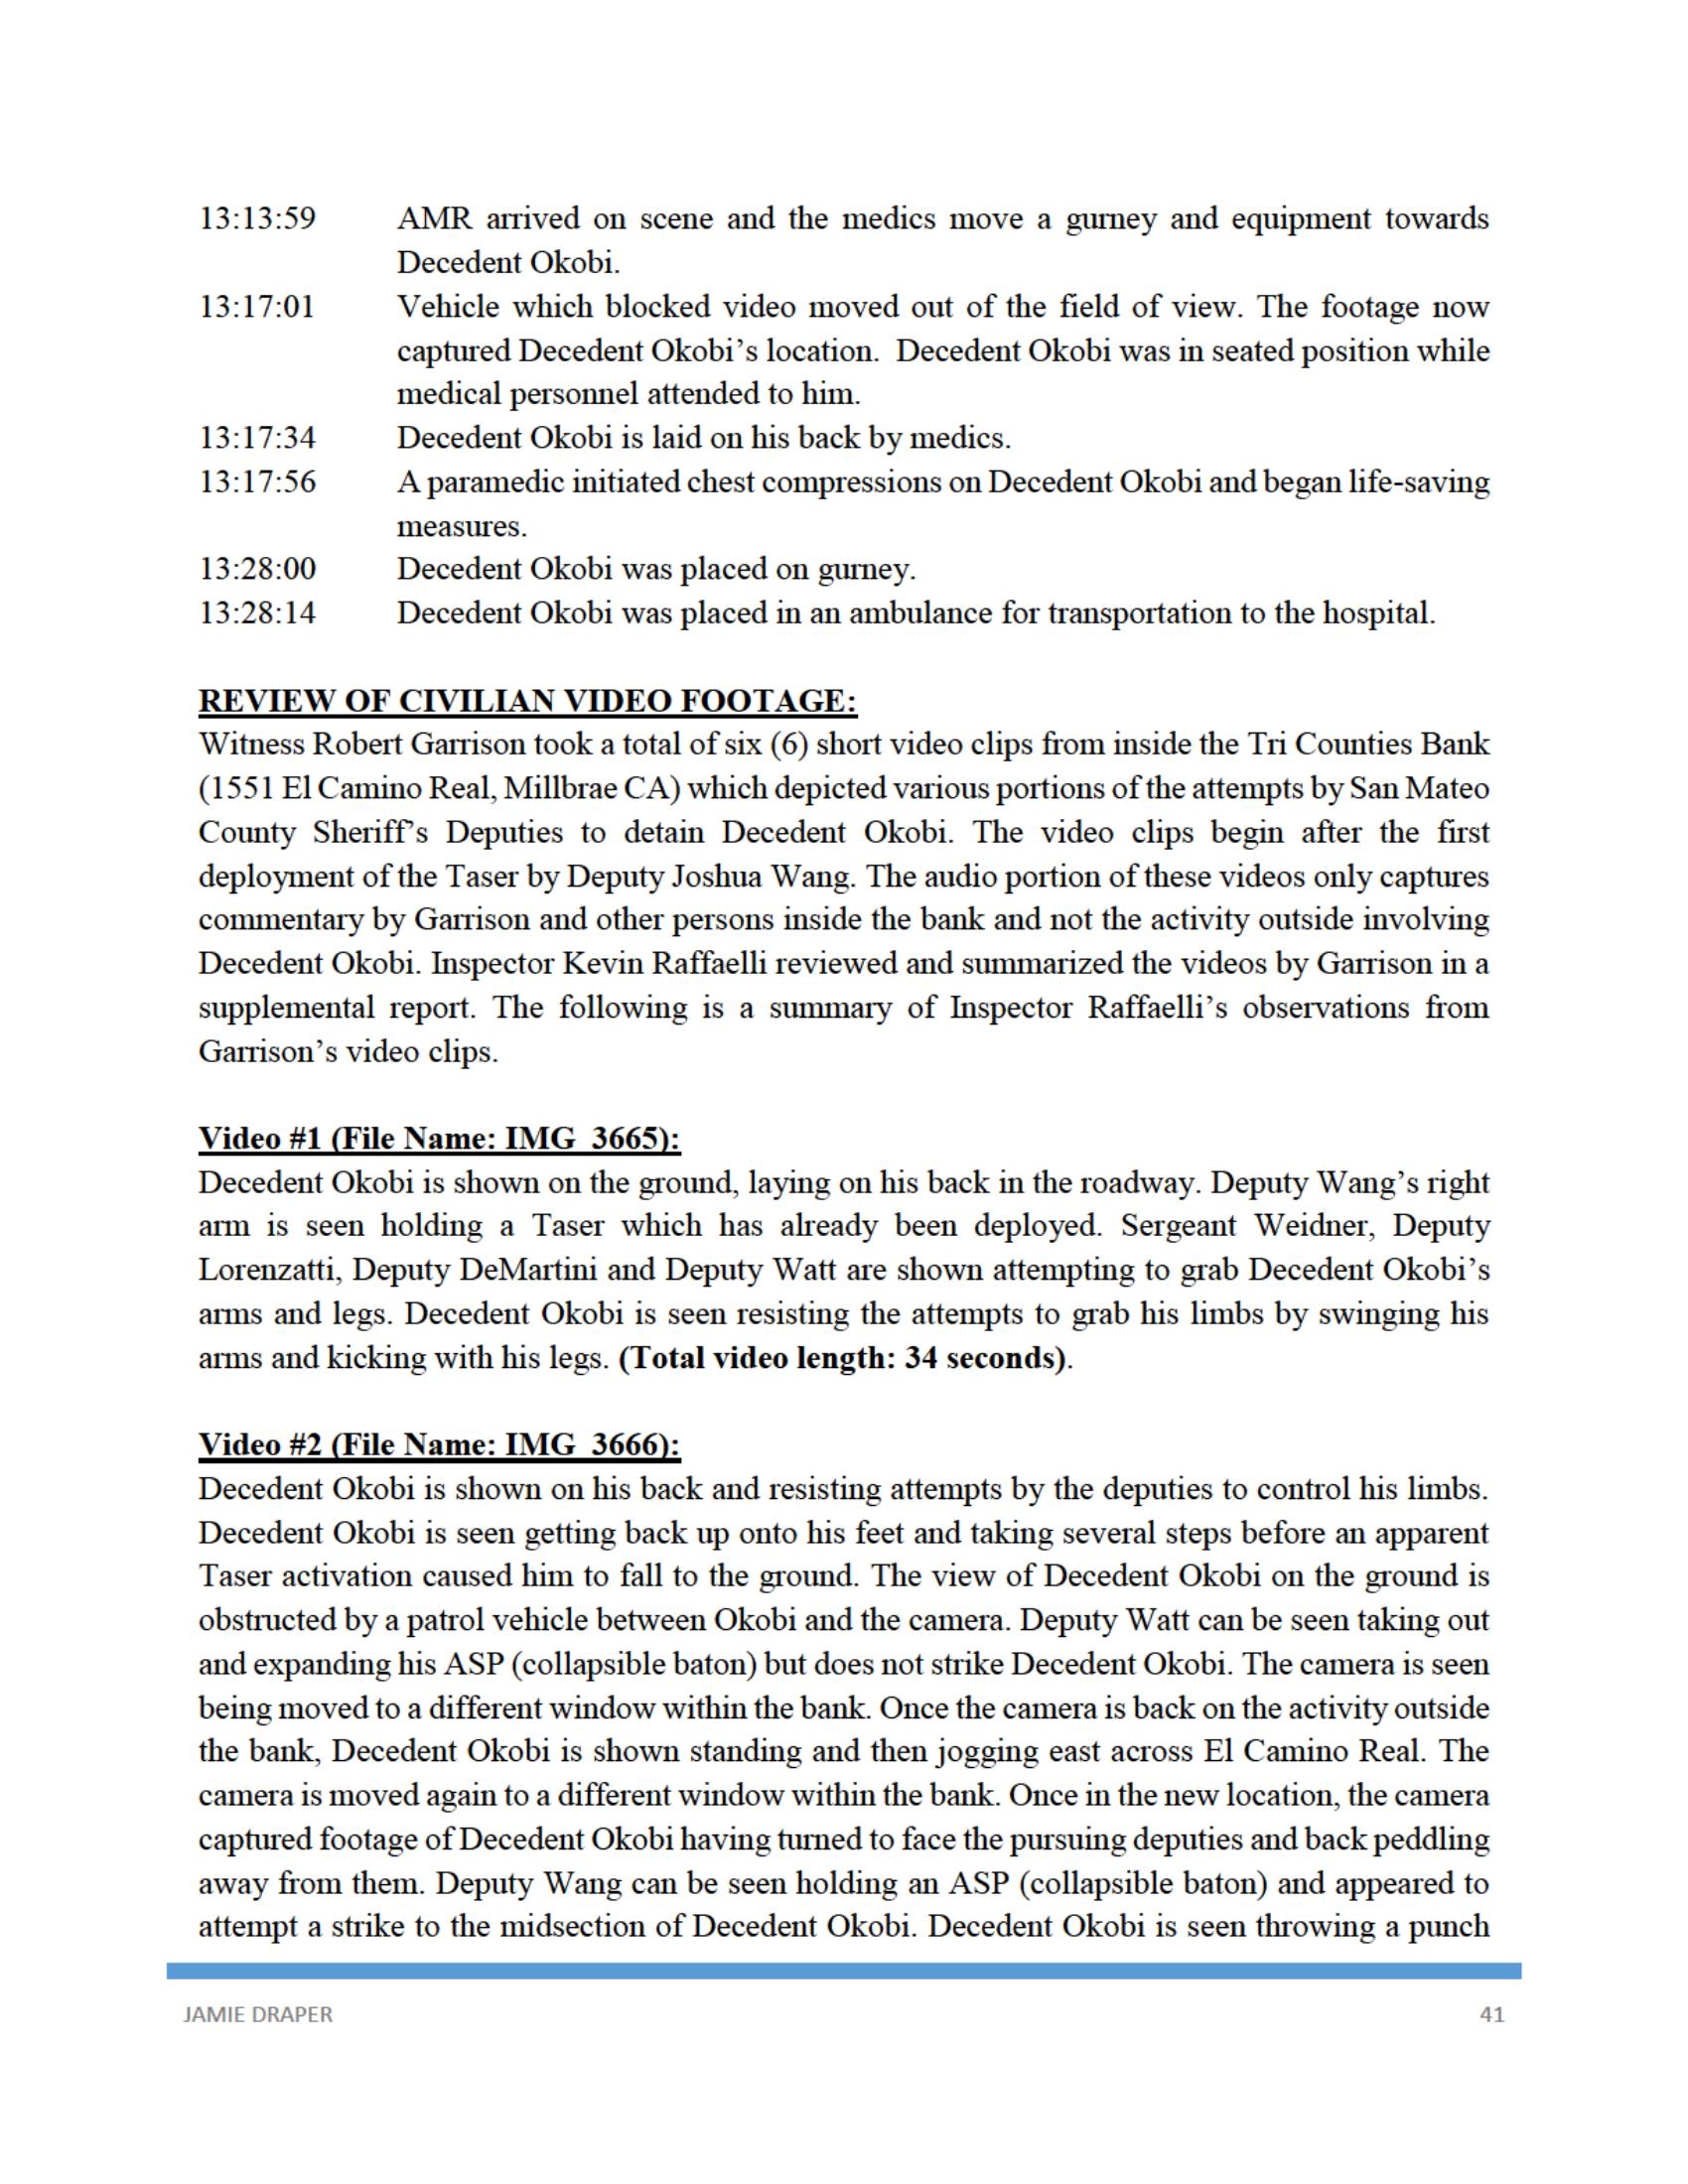 13:13:59 AMR arrived on scene and the medics move a gurney and equipment towards
Decedent Okobi.
13:17:01 Vehicle which blocked video moved out of the field of view. The footage now
captured Decedent Okobi’s location.  Decedent Okobi was in seated position while
medical personnel attended to him.
13:17:34 Decedent Okobi is laid on his back by medics.
13:17:56 A paramedic initiated chest compressions on Decedent Okobi and began life-saving
measures.
13:28:00 Decedent Okobi was placed on gurney.
13:28:14 Decedent Okobi was placed in an ambulance for transportation to the hospital.
REVIEW OF CIVILIAN VIDEO FOOTAGE:
Witness Robert Garrison took a total of six (6) short video clips from inside the Tri Counties Bank
(1551 El Camino Real, Millbrae CA) which depicted various portions of the attempts by San Mateo
County Sheriff’s Deputies to detain Decedent Okobi. The video clips begin after the first
deployment of the Taser by Deputy Joshua Wang. The audio portion of these videos only captures
commentary by Garrison and other persons inside the bank and not the activity outside involving
Decedent Okobi. Inspector Kevin Raffaelli reviewed and summarized the videos by Garrison in a
supplemental report. The following is a summary of Inspector Raffaelli’s observations from
Garrison’s video clips.
Video #1 (File Name: IMG_3665):
Decedent Okobi is shown on the ground, laying on his back in the roadway. Deputy Wang’s right
arm is seen holding a Taser which has already been deployed. Sergeant Weidner, Deputy
Lorenzatti, Deputy DeMartini and Deputy Watt are shown attempting to grab Decedent Okobi’s
arms and legs. Decedent Okobi is seen resisting the attempts to grab his limbs by swinging his
arms and kicking with his legs. (Total video length: 34 seconds).
Video #2 (File Name: IMG_3666):
Decedent Okobi is shown on his back and resisting attempts by the deputies to control his limbs.
Decedent Okobi is seen getting back up onto his feet and taking several steps before an apparent
Taser activation caused him to fall to the ground. The view of Decedent Okobi on the ground is
obstructed by a patrol vehicle between Okobi and the camera. Deputy Watt can be seen taking out
and expanding his ASP (collapsible baton) but does not strike Decedent Okobi. The camera is seen
being moved to a different window within the bank. Once the camera is back on the activity outside
the bank, Decedent Okobi is shown standing and then jogging east across El Camino Real. The
camera is moved again to a different window within the bank. Once in the new location, the camera
captured footage of Decedent Okobi having turned to face the pursuing deputies and back peddling
away from them. Deputy Wang can be seen holding an ASP (collapsible baton) and appeared to
attempt a strike to the midsection of Decedent Okobi. Decedent Okobi is seen throwing a punch
JAMIE DRAPER 41